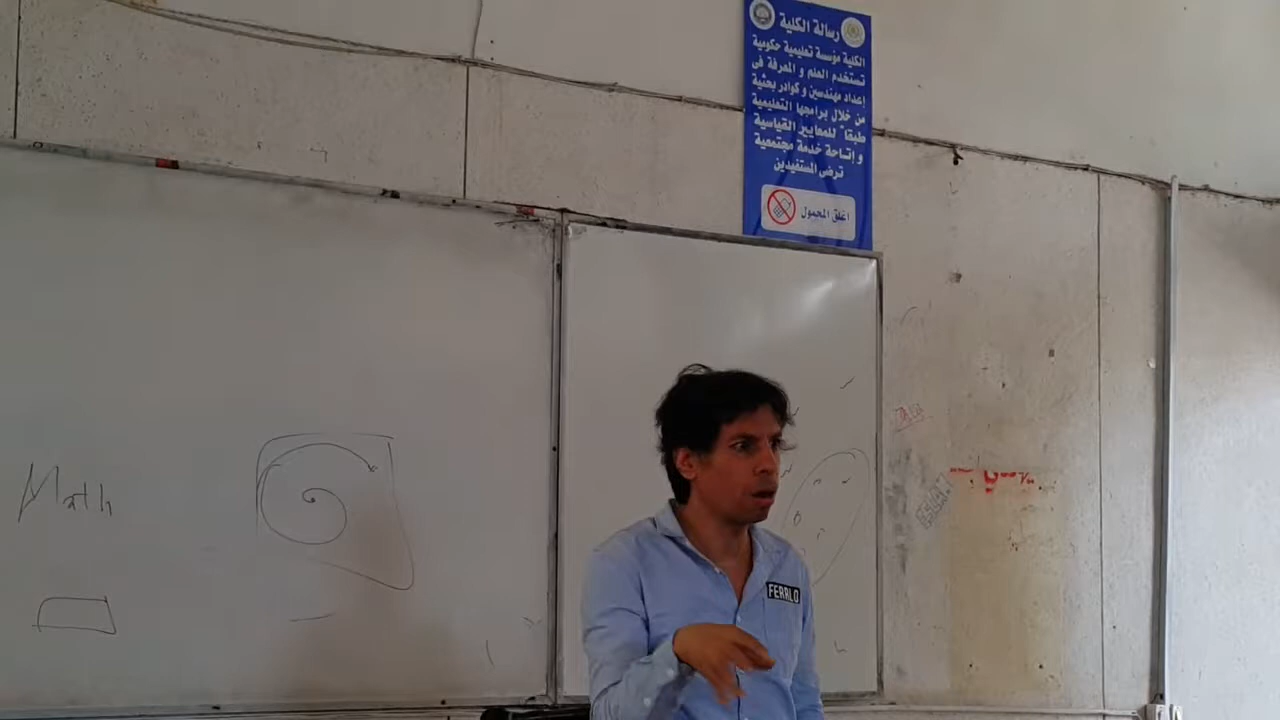 رسالة الكلية
الكلية مؤسسة تعليمية حكومية
تستخدم العلم و المعرفة فى
إعداد مهندسين و كوادر بحثية
من خلال برامجها التعليمية
طبقاً للمعايير القياسية
و إتاحة خدمة مجتمعية
ترضى المستفيدين
اغلق المحمول
Math
FERRLO